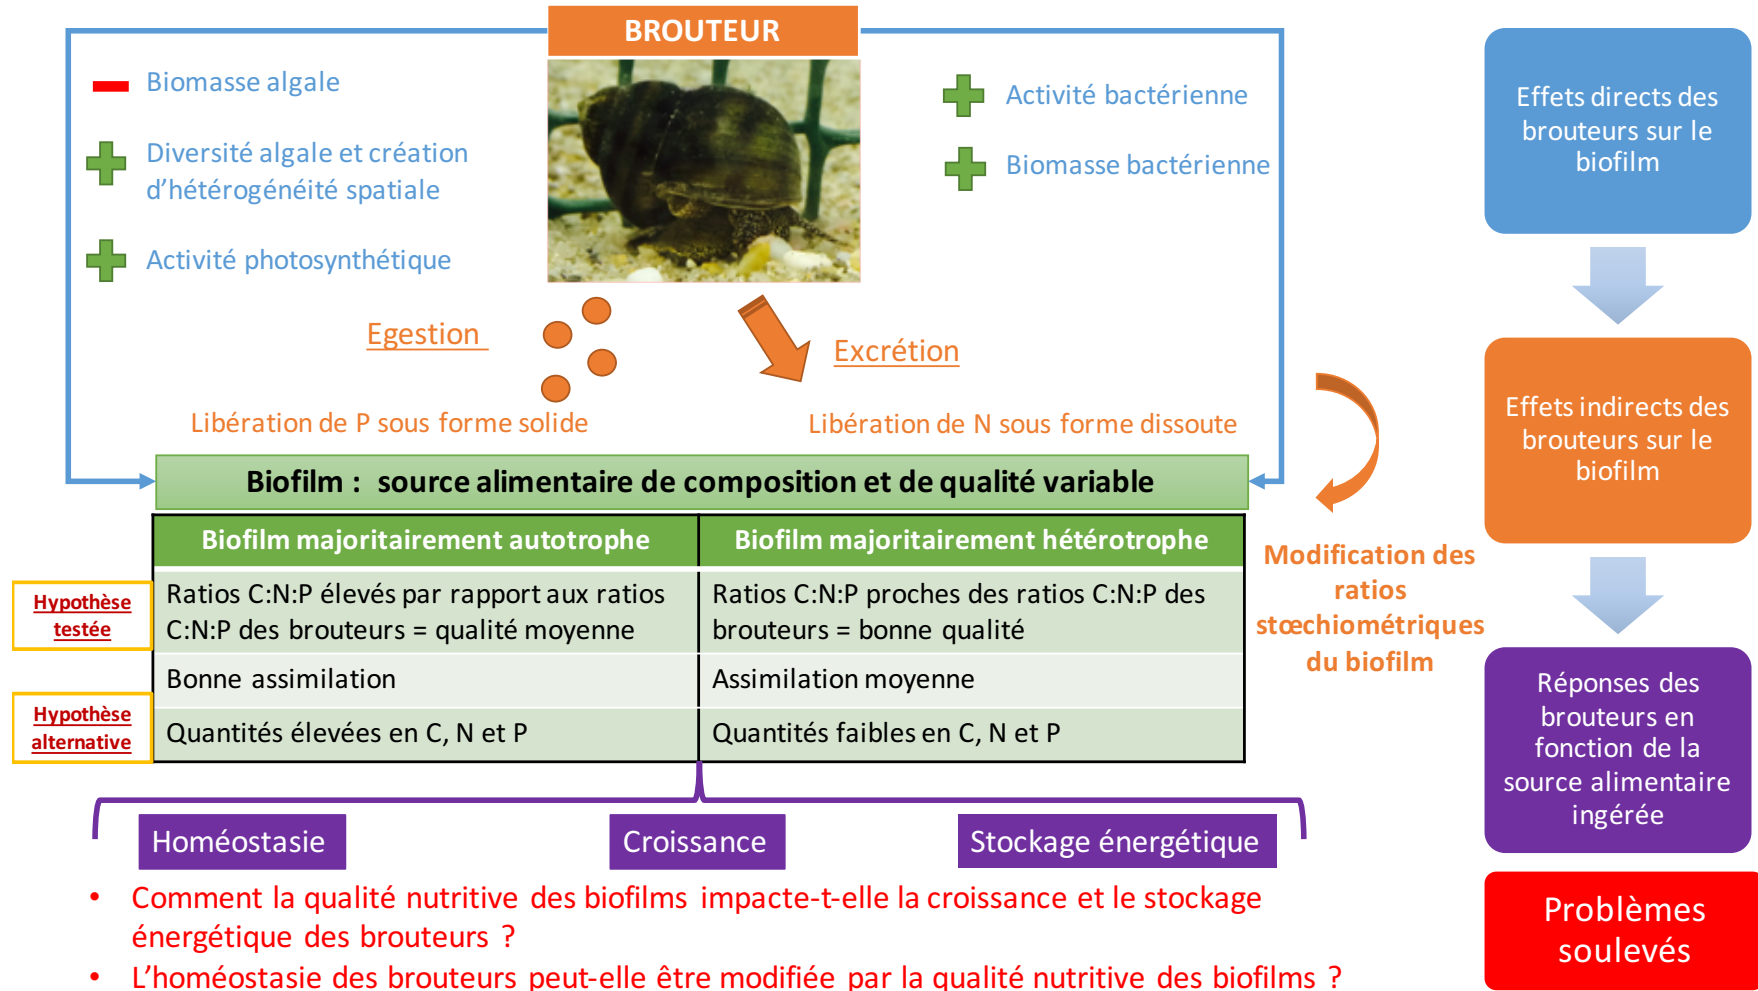 BROUTEUR
Biomasse algale
Diversité algale et création
d'hétérogénéité spatiale
Activité photosynthétique
Activité bactérienne
Biomasse bactérienne
Egestion
Excrétion
Libération de P sous forme solide
Libération de N sous forme dissoute
Biofilm : source alimentaire de composition et de qualité variable
Biofilm majoritairement autotrophe
Biofilm majoritairement hétérotrophe
Hypothèse
testée
Ratios C:N:P élevés par rapport aux ratios
C:N:P des brouteurs = qualité moyenne
Ratios C:N:P proches des ratios C:N:P des
brouteurs = bonne qualité
Bonne assimilation
Assimilation moyenne
Hypothèse
alternative
Quantités élevées en C, N et P
Quantités faibles en C, N et P
Modification des
ratios
stœchiométriques
du biofilm
Homéostasie
Croissance
Stockage énergétique
• Comment la qualité nutritive des biofilms impacte-t-elle la croissance et le stockage
énergétique des brouteurs ?
• L'homéostasie des brouteurs peut-elle être modifiée par la qualité nutritive des biofilms ?
Effets directs des
brouteurs sur le
biofilm
Effets indirects des
brouteurs sur le
biofilm
Réponses des
brouteurs en
fonction de la
source alimentaire
ingérée
Problèmes
soulevés